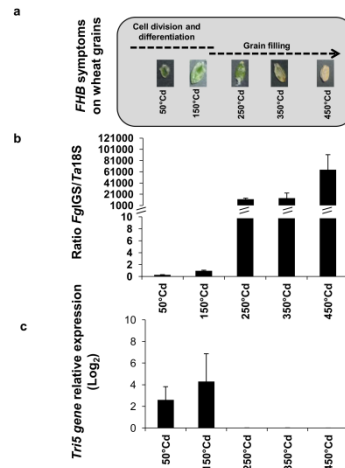 a
FHB symptoms
on wheat grains
Cell division and
differentiation
Grain filling
50°Cd
150°Cd
250°Cd
350°Cd
450°Cd
b
Ratio FgIGS/Ta18S
121000
101000
81000
61000
41000
21000
1000
10
8
6
4
2
0
50°Cd
150°Cd
250°Cd
350°Cd
450°Cd
c
Tri5 gene relative expression
(Log2)
10
8
6
4
2
0
50°Cd
150°Cd
250°Cd
350°Cd
450°Cd